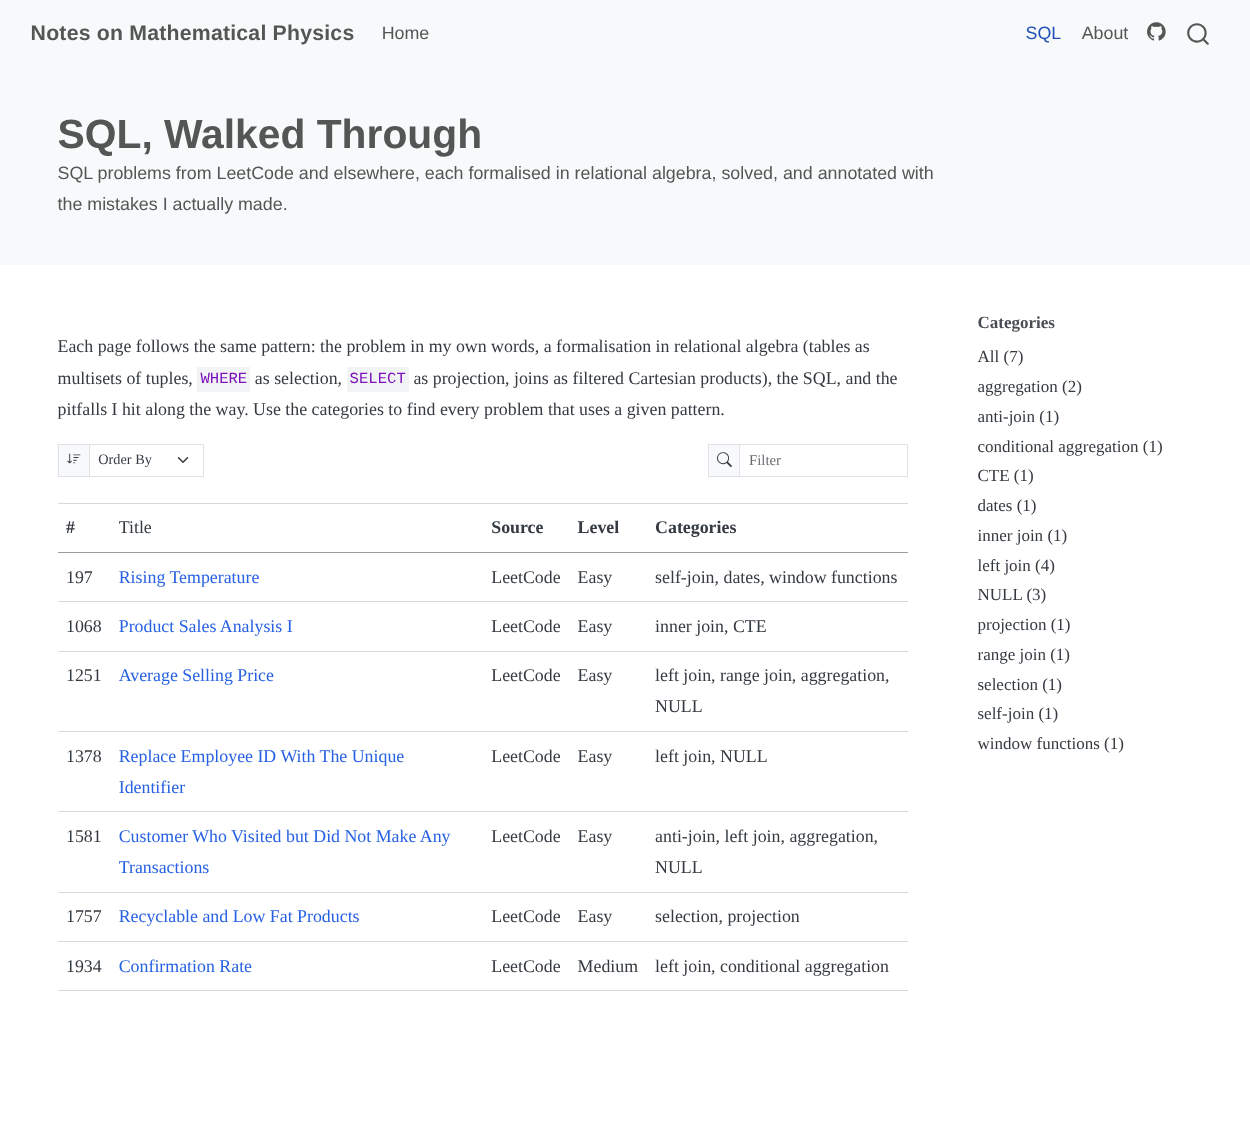 Notes on Mathematical Physics Home SQL About
SQL, Walked Through
SQL problems from LeetCode and elsewhere, each formalised in relational algebra, solved, and annotated with
the mistakes I actually made.
Each page follows the same pattern: the problem in my own words, a formalisation in relational algebra (tables as
multisets of tuples, WHERE as selection, SELECT as projection, joins as filtered Cartesian products), the SQL, and the
pitfalls I hit along the way. Use the categories to find every problem that uses a given pattern.
Order By Filter
# Title Source Level Categories
197 Rising Temperature LeetCode Easy self-join, dates, window functions
1068 Product Sales Analysis I LeetCode Easy inner join, CTE
1251 Average Selling Price LeetCode Easy left join, range join, aggregation,
NULL
1378 Replace Employee ID With The Unique LeetCode Easy left join, NULL
Identifier
1581 Customer Who Visited but Did Not Make Any LeetCode Easy anti-join, left join, aggregation,
Transactions NULL
1757 Recyclable and Low Fat Products LeetCode Easy selection, projection
1934 Confirmation Rate LeetCode Medium left join, conditional aggregation
Categories
All (7)
aggregation (2)
anti-join (1)
conditional aggregation (1)
CTE (1)
dates (1)
inner join (1)
left join (4)
NULL (3)
projection (1)
range join (1)
selection (1)
self-join (1)
window functions (1)